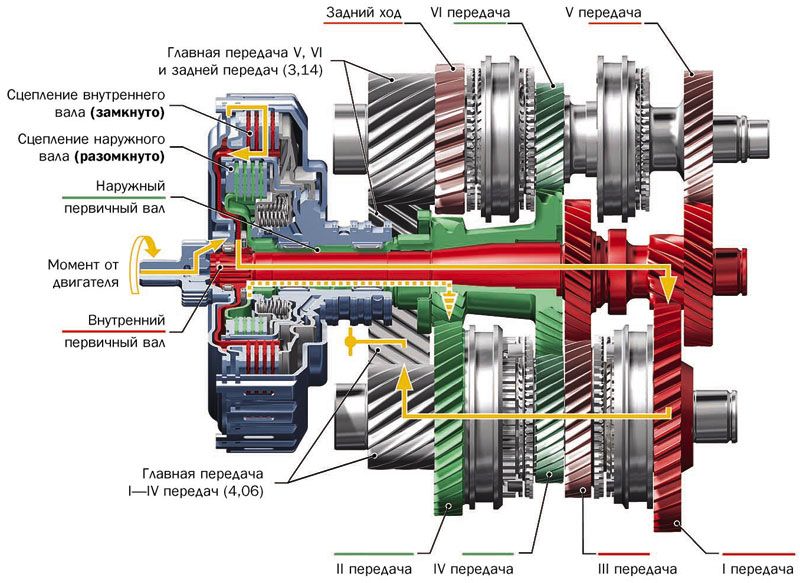 Задний ход
VI передача
V передача
Главная передача V, VI
и задней передач (3,14)
Сцепление внутреннего
вала (замкнуто)
Сцепление наружного
вала (разомкнуто)
Наружный
первичный вал
Момент от
двигателя
Внутренний
первичный вал
Главная передача
I—IV передач (4,06)
II передача
IV передача
III передача
I передача